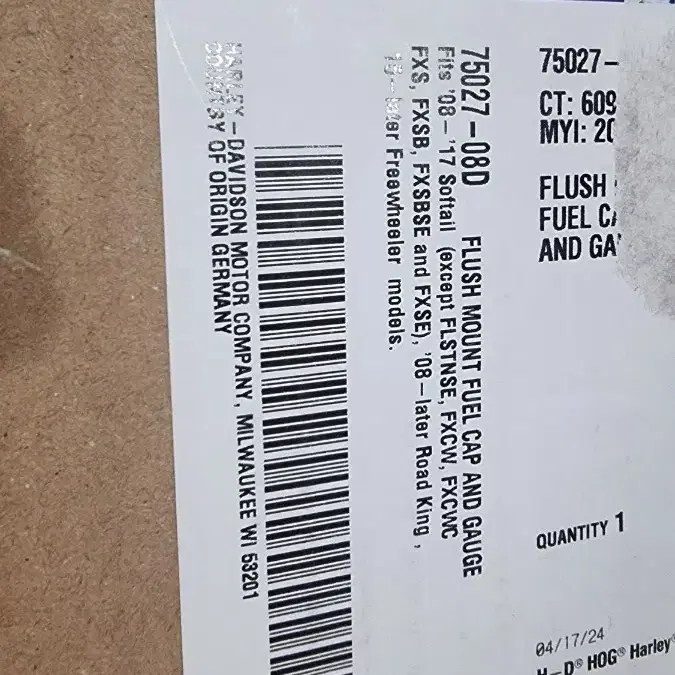 75027-08D FLUSH MOUNT FUEL CAP AND GAUGE
Fits '08-'17 Softail (except FLSTNSE, FXCW, FXCWC
FXS, FXSB, FXSBSE and FXSE), '08-later Road King,
15-later Freewheeler models.
HARLEY-DAVIDSON MOTOR COMPANY, MILWAUKEE WI 53201
COUNTRY OF ORIGIN GERMANY
75027-
CT: 609
MYI: 20
FLUSH
FUEL CA
AND GA
QUANTITY 1
04/17/24
H-D® HOG® Harley®